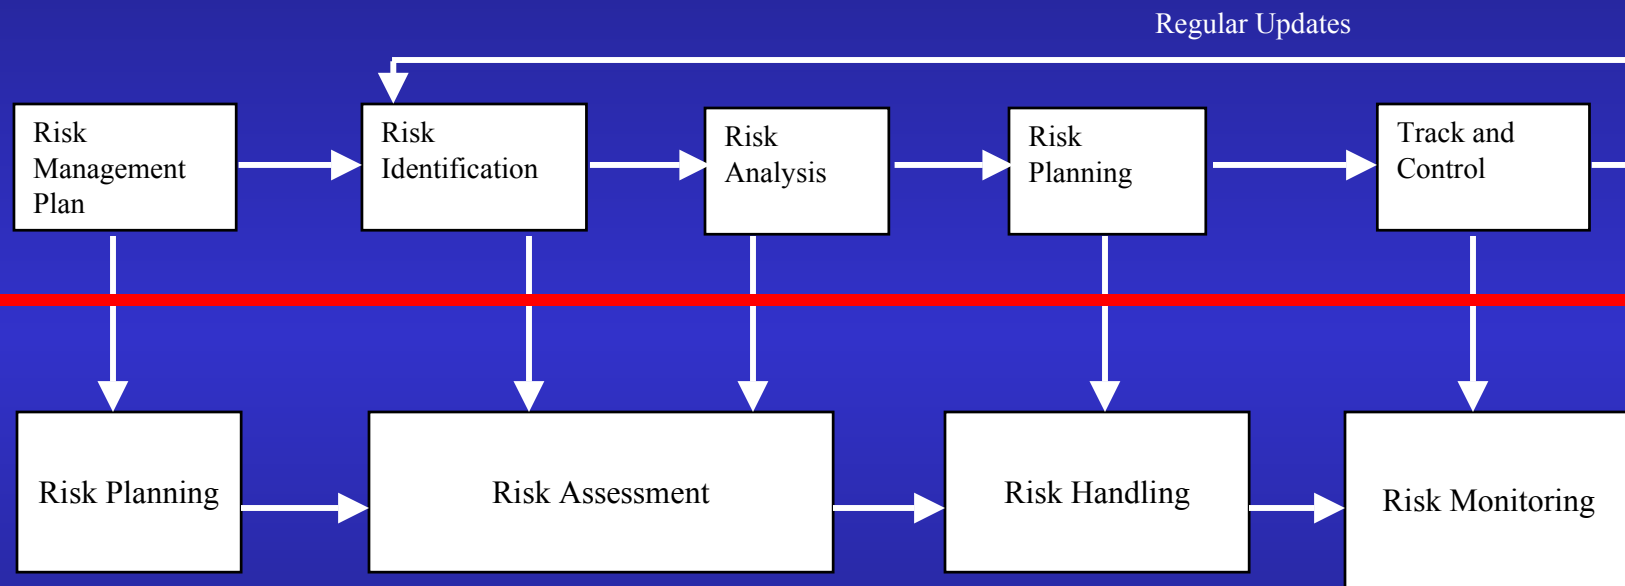 Regular Updates
Risk
Management
Plan
Risk
Identification
Risk
Analysis
Risk
Planning
Track and
Control
Risk Planning
Risk Assessment
Risk Handling
Risk Monitoring